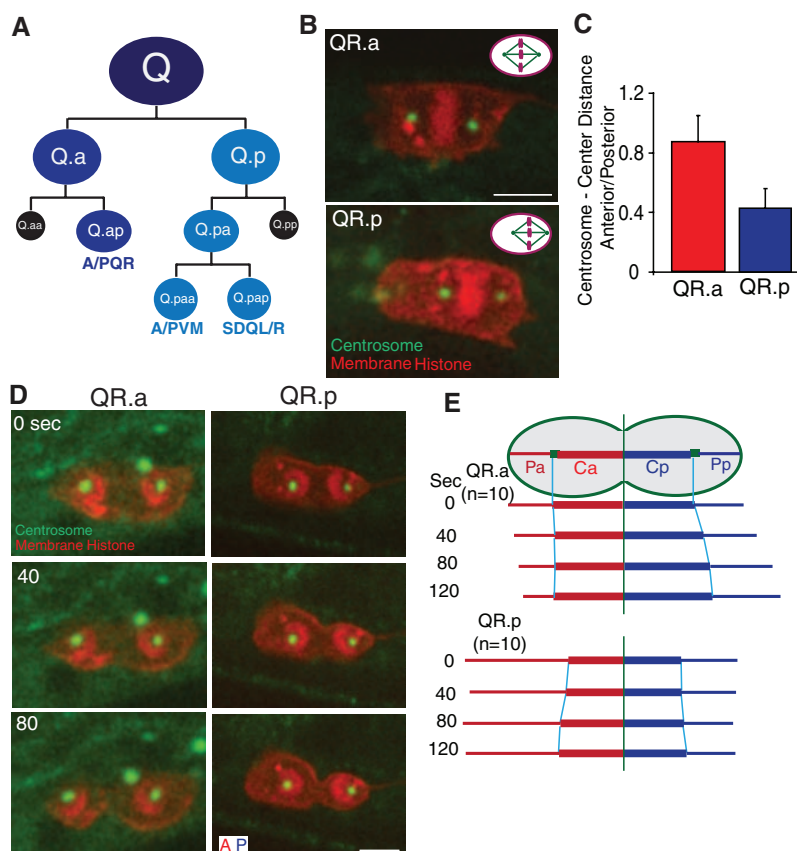 A
Q
Q.a
Q.p
Q.aa
Q.ap
Q.pa
Q.pp
A/PQR
Q.paa
Q.pap
A/PVM
SDQL/R
B
QR.a
QR.p
Centrosome
Membrane Histone
C
Centrosome - Center Distance
Anterior/Posterior
1.2
0.8
0.4
0
QR.a
QR.p
D
QR.a
QR.p
0 sec
Centrosome
Membrane Histone
40
80
A P
E
Pa
Ca
Cp
Pp
QR.a
Sec (n=10)
0
40
80
120
QR.p
(n=10)
0
40
80
120